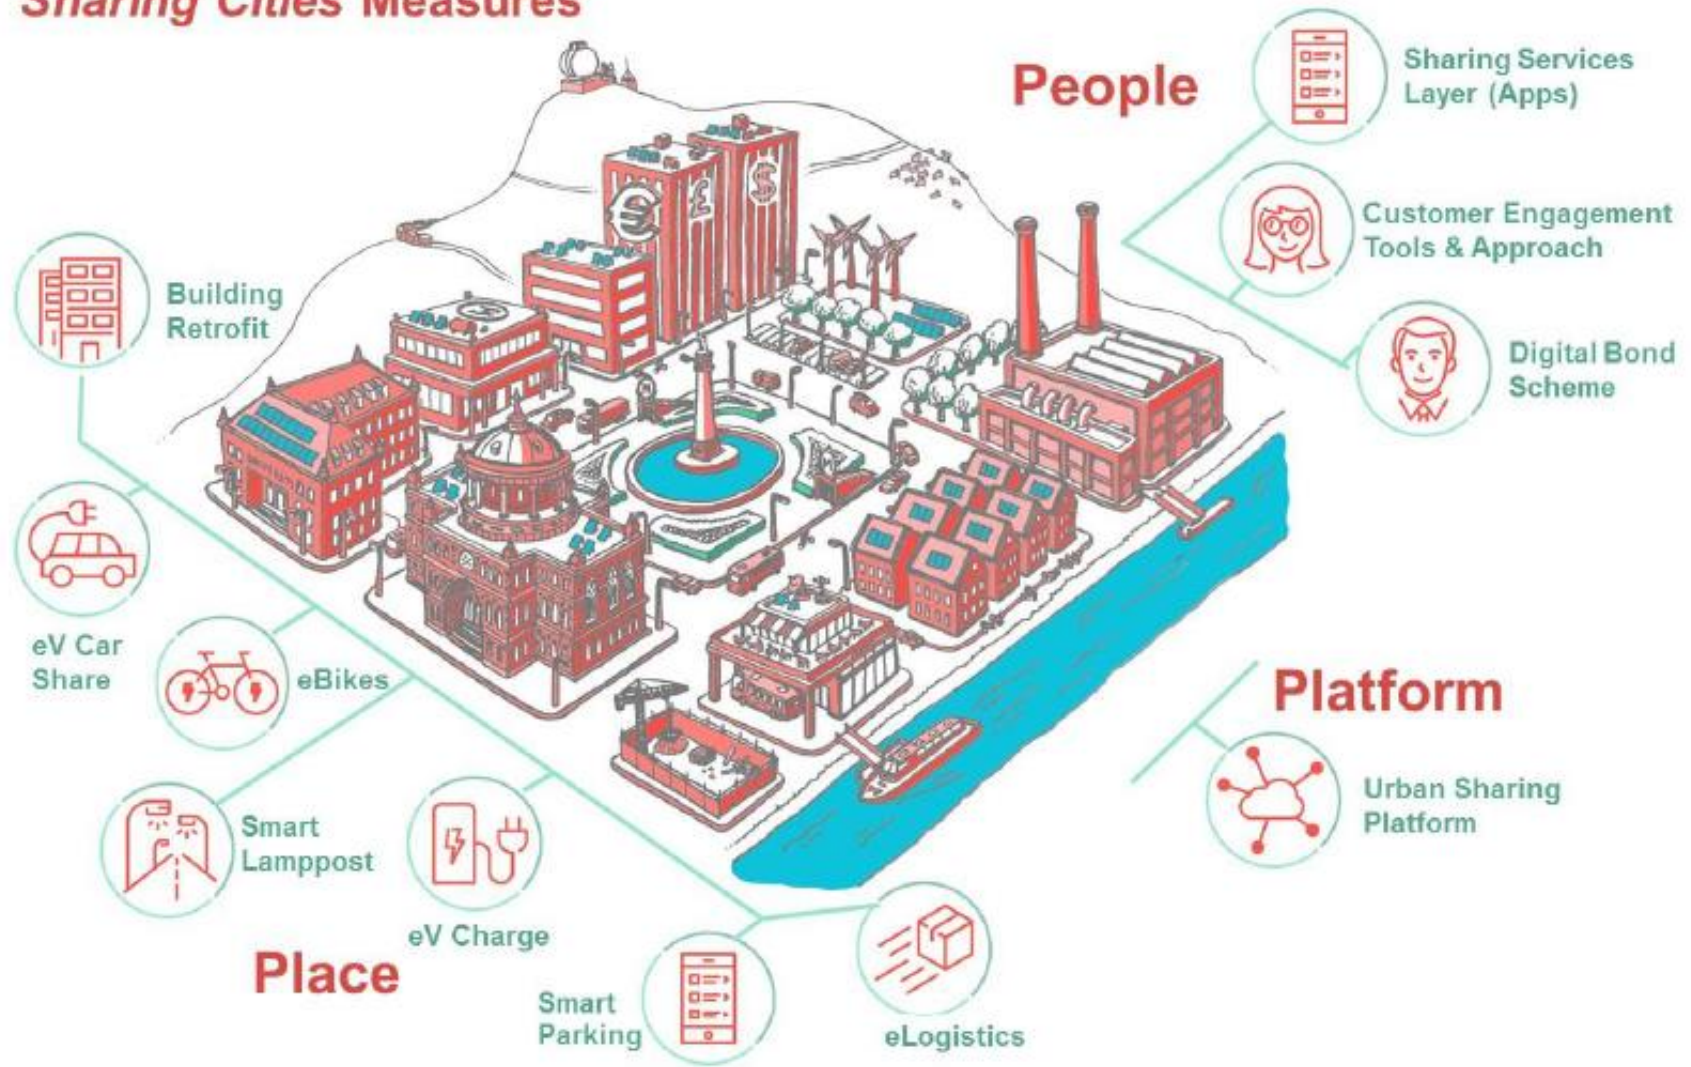 Sharing Cities Measures
People
Sharing Services
Layer (Apps)
Customer Engagement
Tools & Approach
Digital Bond
Scheme
Building
Retrofit
eV Car
Share
eBikes
Smart
Lamppost
eV Charge
Place
Smart
Parking
eLogistics
Platform
Urban Sharing
Platform
€
£
$